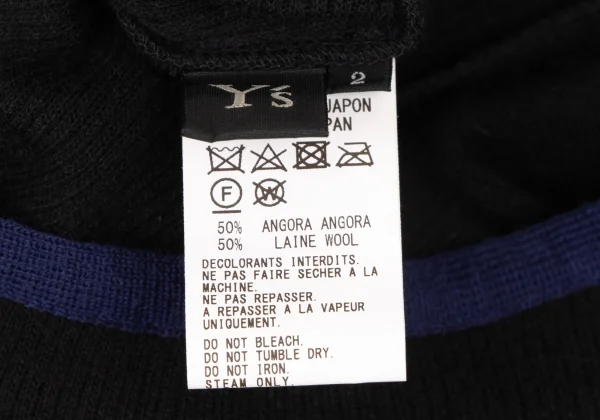 Y's
2
JAPON
PAN
F
W
50% ANGORA ANGORA
50% LAINE WOOL
DECOLORANTS INTERDITS.
NE PAS FAIRE SECHER A LA
MACHINE.
NE PAS REPASSER.
A REPASSER A LA VAPEUR
UNIQUEMENT.
DO NOT BLEACH.
DO NOT TUMBLE DRY.
DO NOT IRON.
STEAM ONLY.